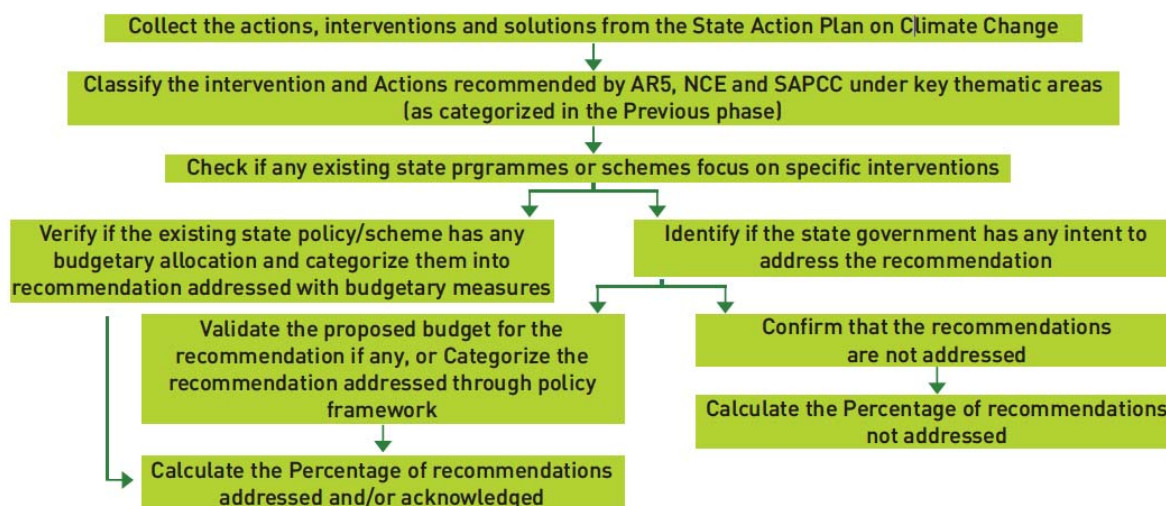 Collect the actions, interventions and solutions from the State Action Plan on Climate Change
Classify the intervention and Actions recommended by AR5, NCE and SAPCC under key thematic areas
(as categorized in the Previous phase)
Check if any existing state prgrammes or schemes focus on specific interventions
Verify if the existing state policy/scheme has any
budgetary allocation and categorize them into
recommendation addressed with budgetary measures
Identify if the state government has any intent to
address the recommendation
Validate the proposed budget for the
recommendation if any, or Categorize the
recommendation addressed through policy
framework
Confirm that the recommendations
are not addressed
Calculate the Percentage of recommendations
not addressed
Calculate the Percentage of recommendations
addressed and/or acknowledged